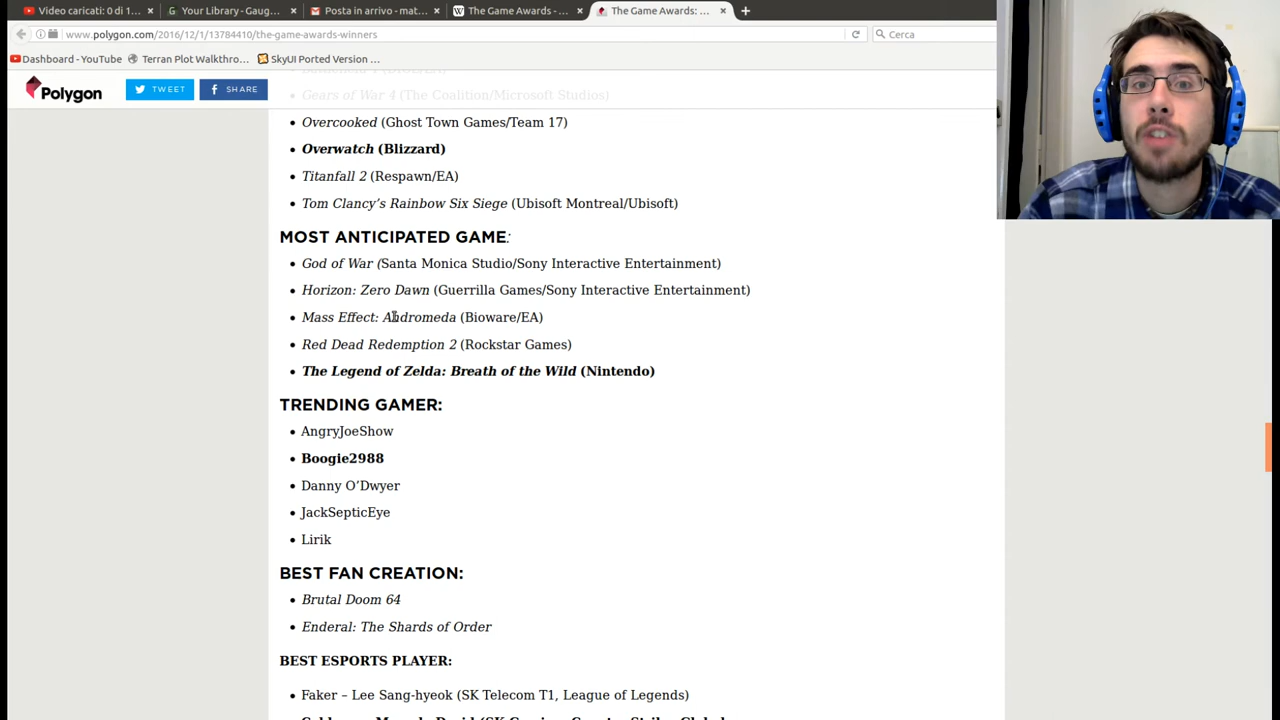 Video caricati: 0 di 1...
Your Library - Gaug...
Posta in arrivo - mat...
The Game Awards - ...
The Game Awards: ...
www.polygon.com/2016/12/1/13784410/the-game-awards-winners
Cerca
Dashboard - YouTube
Terran Plot Walkthro...
SkyUI Ported Version ...
Polygon
TWEET
SHARE
Gears of War 4 (The Coalition/Microsoft Studios)
• Overcooked (Ghost Town Games/Team 17)
• Overwatch (Blizzard)
• Titanfall 2 (Respawn/EA)
• Tom Clancy’s Rainbow Six Siege (Ubisoft Montreal/Ubisoft)
MOST ANTICIPATED GAME:
• God of War (Santa Monica Studio/Sony Interactive Entertainment)
• Horizon: Zero Dawn (Guerrilla Games/Sony Interactive Entertainment)
• Mass Effect: Andromeda (Bioware/EA)
• Red Dead Redemption 2 (Rockstar Games)
• The Legend of Zelda: Breath of the Wild (Nintendo)
TRENDING GAMER:
• AngryJoeShow
• Boogie2988
• Danny O’Dwyer
• JackSepticEye
• Lirik
BEST FAN CREATION:
• Brutal Doom 64
• Enderal: The Shards of Order
BEST ESPORTS PLAYER:
• Faker – Lee Sang-hyeok (SK Telecom T1, League of Legends)